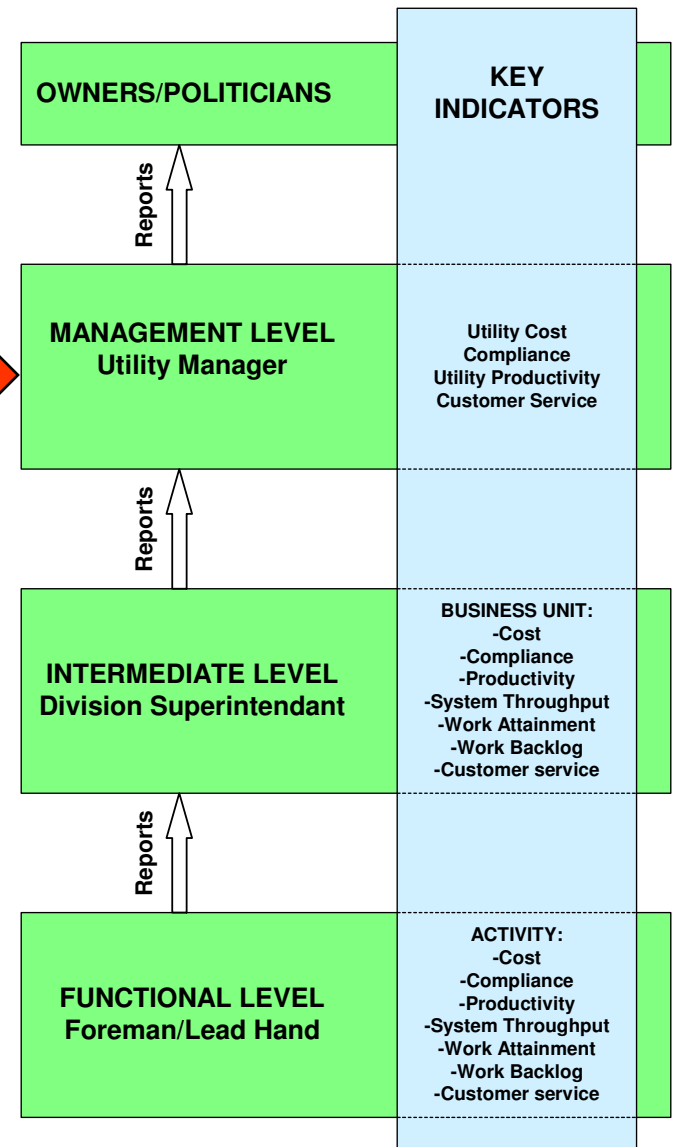 OWNERS/POLITICIANS
KEY
INDICATORS
Reports
MANAGEMENT LEVEL
Utility Manager
Utility Cost
Compliance
Utility Productivity
Customer Service
Reports
INTERMEDIATE LEVEL
Division Superintendant
BUSINESS UNIT:
-Cost
-Compliance
-Productivity
-System Throughput
-Work Attainment
-Work Backlog
-Customer service
Reports
FUNCTIONAL LEVEL
Foreman/Lead Hand
ACTIVITY:
-Cost
-Compliance
-Productivity
-System Throughput
-Work Attainment
-Work Backlog
-Customer service